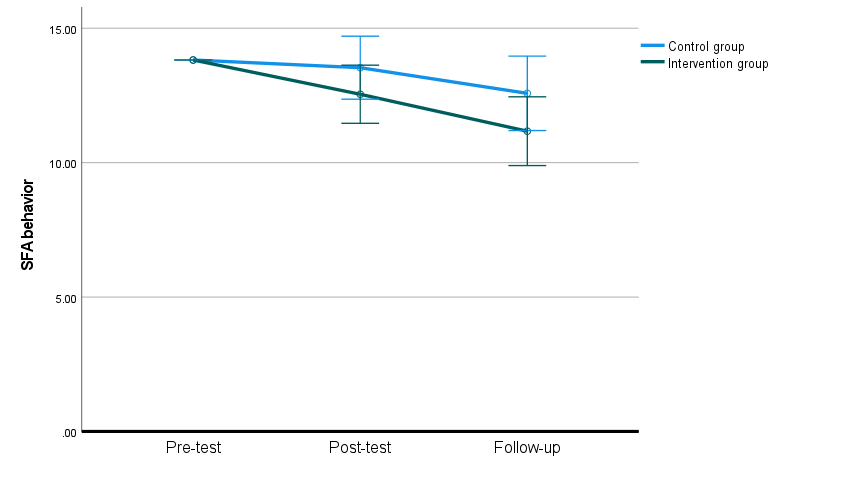 15.00
10.00
5.00
.00
SFA behavior
Pre-test
Post-test
Follow-up
Control group
Intervention group